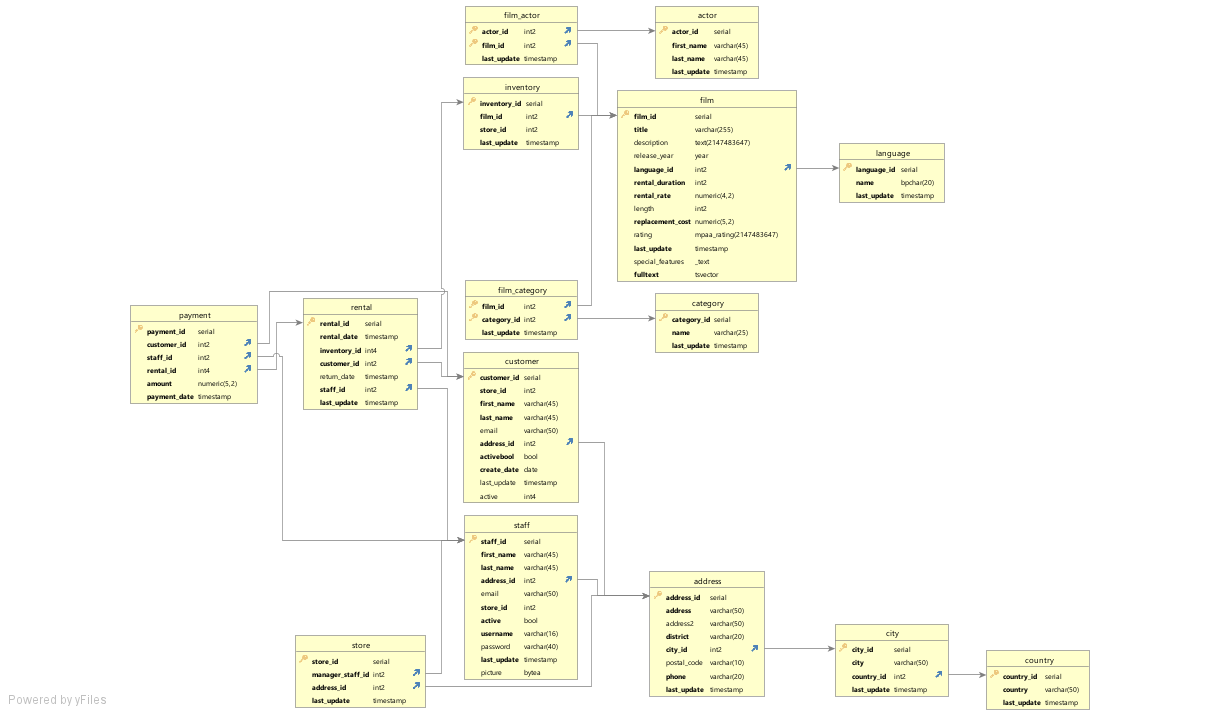 film_actor
actor_id int2
film_id int2
last_update timestamp
actor
actor_id serial
first_name varchar(45)
last_name varchar(45)
last_update timestamp
inventory
inventory_id serial
film_id int2
store_id int2
last_update timestamp
film
film_id serial
title varchar(255)
description text(2147483647)
release_year year
language_id int2
rental_duration int2
rental_rate numeric(4,2)
length int2
replacement_cost numeric(5,2)
rating mpaa_rating(2147483647)
last_update timestamp
special_features _text
fulltext tsvector
language
language_id serial
name bpchar(20)
last_update timestamp
film_category
film_id int2
category_id int2
last_update timestamp
category
category_id serial
name varchar(25)
last_update timestamp
payment
payment_id serial
customer_id int2
staff_id int2
rental_id int4
amount numeric(5,2)
payment_date timestamp
rental
rental_id serial
rental_date timestamp
inventory_id int4
customer_id int2
return_date timestamp
staff_id int2
last_update timestamp
customer
customer_id serial
store_id int2
first_name varchar(45)
last_name varchar(45)
email varchar(50)
address_id int2
activebool bool
create_date date
last_update timestamp
active int4
staff
staff_id serial
first_name varchar(45)
last_name varchar(45)
address_id int2
email varchar(50)
store_id int2
active bool
username varchar(16)
password varchar(40)
last_update timestamp
picture bytea
store
store_id serial
manager_staff_id int2
address_id int2
last_update timestamp
address
address_id serial
address varchar(50)
address2 varchar(50)
district varchar(20)
city_id int2
postal_code varchar(10)
phone varchar(20)
last_update timestamp
city
city_id serial
city varchar(50)
country_id int2
last_update timestamp
country
country_id serial
country varchar(50)
last_update timestamp
Powered by yFiles